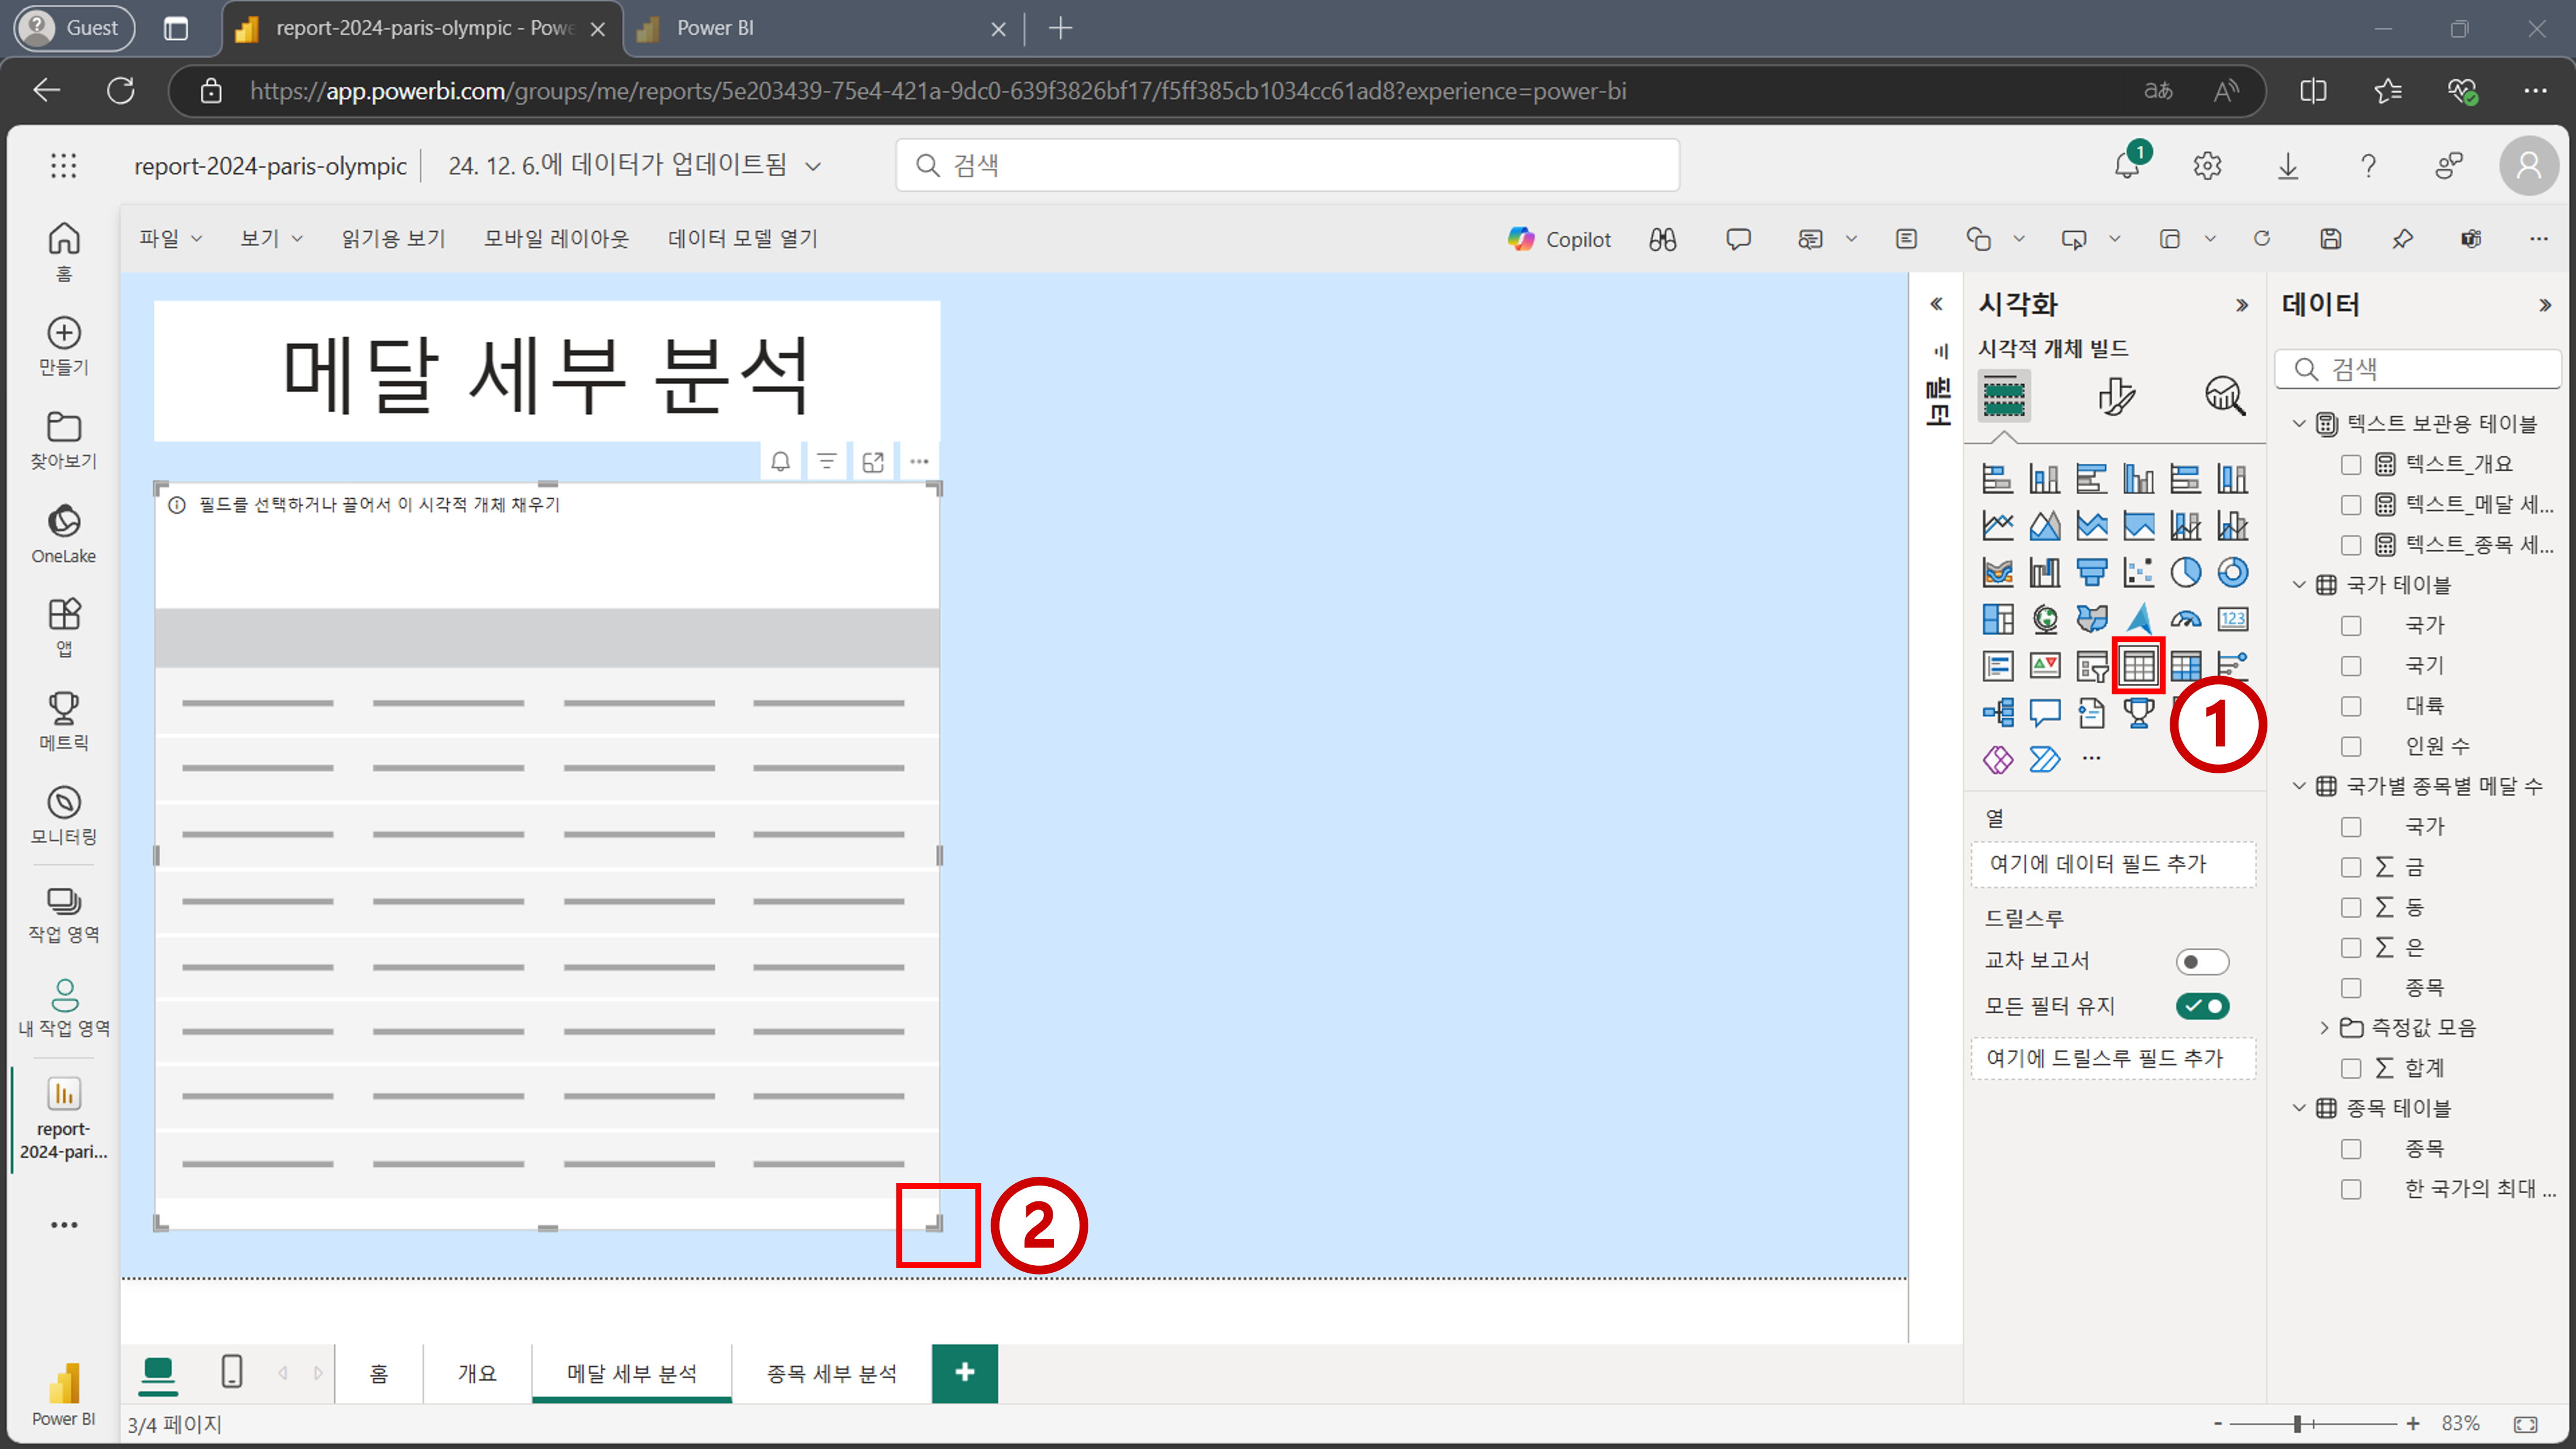 Guest
report-2024-paris-olympic - Powe
Power BI
https://app.powerbi.com/groups/me/reports/5e203439-75e4-421a-9dc0-639f3826bf17/f5ff385cb1034cc61ad8?experience=power-bi
report-2024-paris-olympic
24. 12. 6.에 데이터가 업데이트됨
검색
1
파일
보기
읽기용 보기
모바일 레이아웃
데이터 모델 열기
Copilot
홈
만들기
찾아보기
OneLake
앱
메트릭
모니터링
작업 영역
내 작업 영역
report-
2024-pari...
Power BI
메달 세부 분석
필드를 선택하거나 끌어서 이 시각적 개체 채우기
2
필터
시각화
시각적 개체 빌드
123
1
열
여기에 데이터 필드 추가
드릴스루
교차 보고서
모든 필터 유지
여기에 드릴스루 필드 추가
데이터
검색
텍스트 보관용 테이블
텍스트_개요
텍스트_메달 세...
텍스트_종목 세...
국가 테이블
국가
국기
대륙
인원 수
국가별 종목별 메달 수
국가
∑ 금
∑ 동
∑ 은
종목
측정값 모음
∑ 합계
종목 테이블
종목
한 국가의 최대 ...
홈
개요
메달 세부 분석
종목 세부 분석
+
3/4 페이지
- + 83%